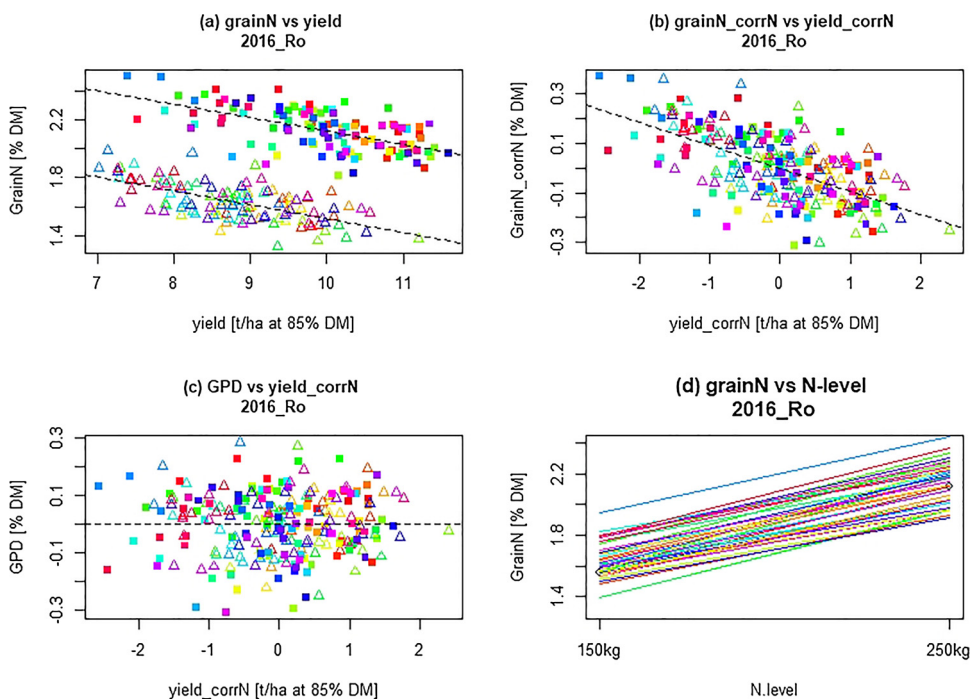 (a) grainN vs yield
2016_Ro
GrainN [% DM]
2.2
1.8
1.4
7 8 9 10 11
yield [t/ha at 85% DM]
(b) grainN_corrN vs yield_corrN
2016_Ro
GrainN_corrN [% DM]
0.3
0.1
-0.1
-0.3
-2 -1 0 1 2
yield_corrN [t/ha at 85% DM]
(c) GPD vs yield_corrN
2016_Ro
GPD [% DM]
0.3
0.1
-0.1
-0.3
-2 -1 0 1 2
yield_corrN [t/ha at 85% DM]
(d) grainN vs N-level
2016_Ro
GrainN [% DM]
2.2
1.8
1.4
150kg 250kg
N.level